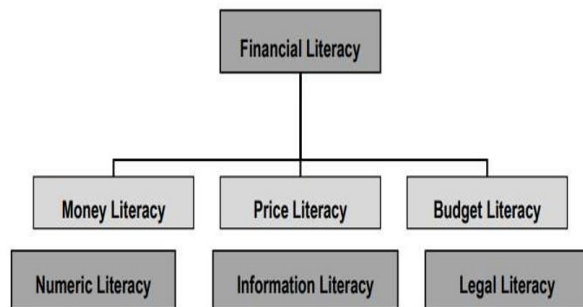 Financial Literacy
Money Literacy
Price Literacy
Budget Literacy
Numeric Literacy
Information Literacy
Legal Literacy